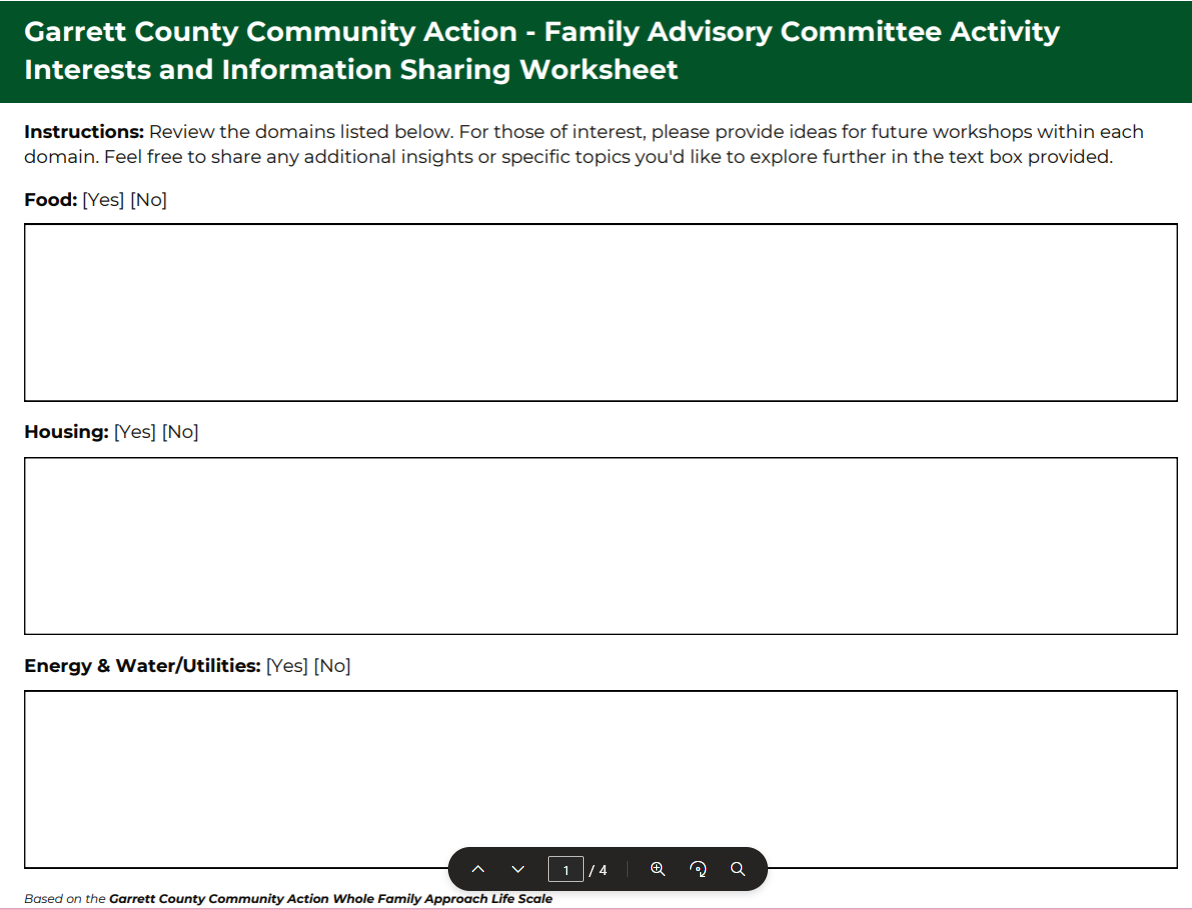 Garrett County Community Action - Family Advisory Committee Activity
Interests and Information Sharing Worksheet
Instructions: Review the domains listed below. For those of interest, please provide ideas for future workshops within each
domain. Feel free to share any additional insights or specific topics you'd like to explore further in the text box provided.
Food: [Yes] [No]
Housing: [Yes] [No]
Energy & Water/Utilities: [Yes] [No]
1 / 4
Based on the Garrett County Community Action Whole Family Approach Life Scale